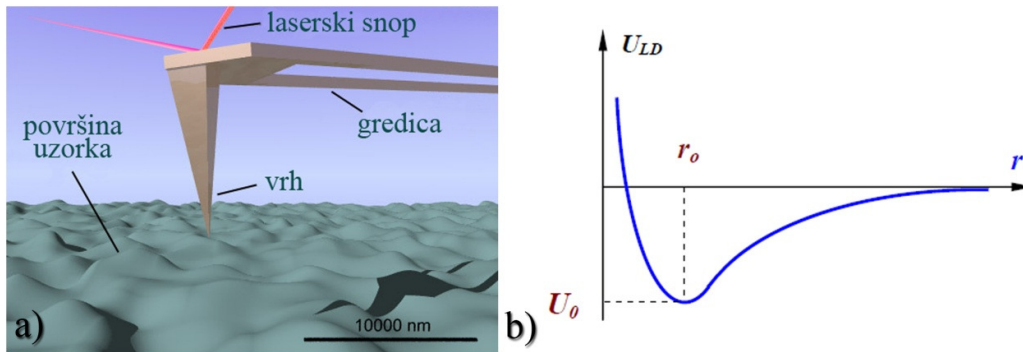 laserski snop
gredica
površina
uzorka
vrh
10000 nm
a)
U_LD
r_o
r
U_0
b)